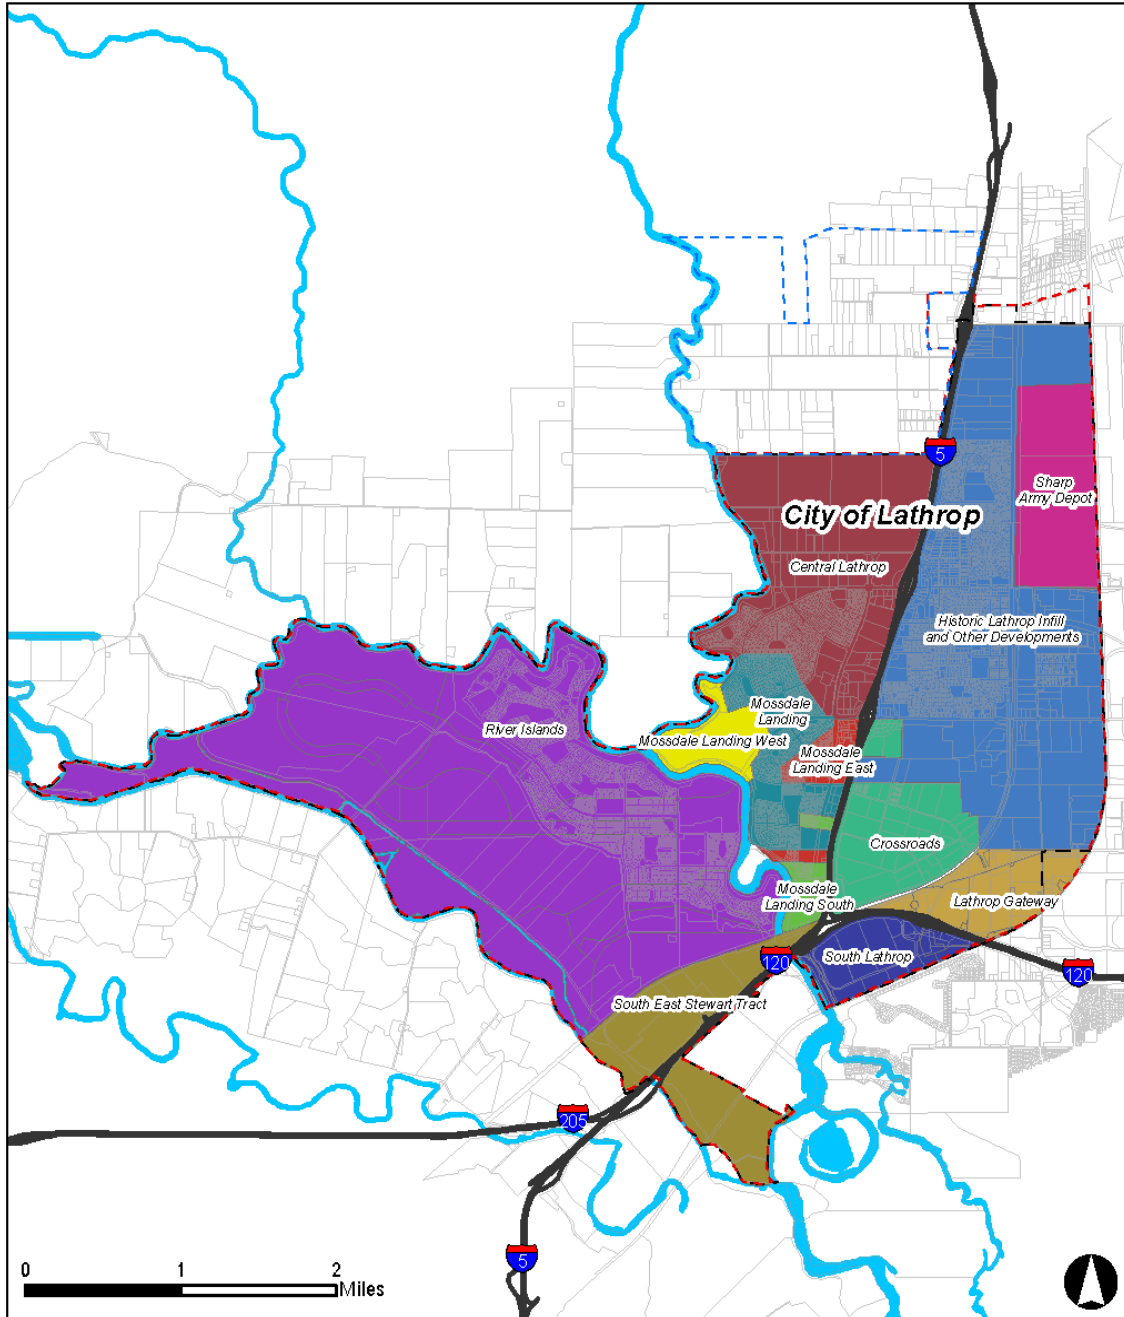 5
Sharp
Army Depot
City of Lathrop
Central Lathrop
Historic Lathrop Infill
and Other Developments
Mossdale
Landing
River Islands
Mossdale Landing West
Mossdale
Landing East
Crossroads
Mossdale
Landing South
Lathrop Gateway
South Lathrop
120
120
South East Stewart Tract
205
5
0 1 2
Miles